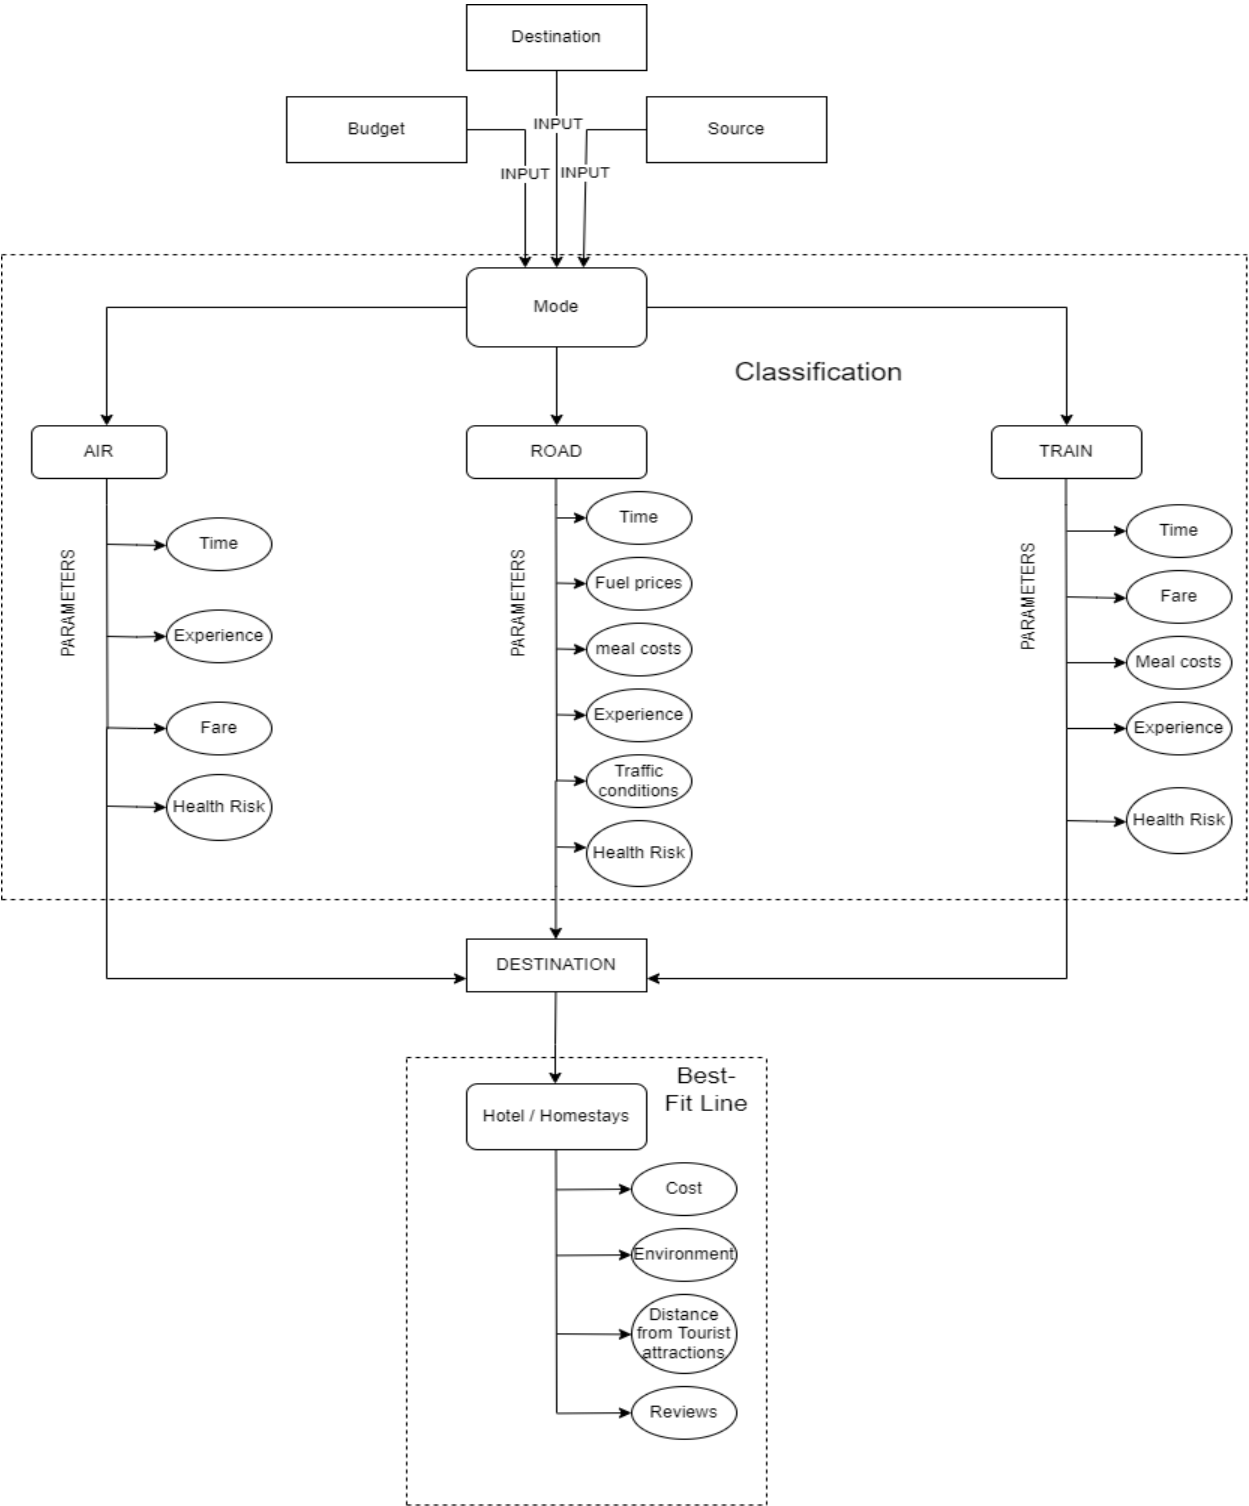 Destination
Budget
Source
INPUT
INPUT
INPUT
Mode
Classification
AIR
ROAD
TRAIN
PARAMETERS
Time
Experience
Fare
Health Risk
PARAMETERS
Time
Fuel prices
meal costs
Experience
Traffic
conditions
Health Risk
PARAMETERS
Time
Fare
Meal costs
Experience
Health Risk
DESTINATION
Best-
Fit Line
Hotel / Homestays
Cost
Environment
Distance
from Tourist
attractions
Reviews